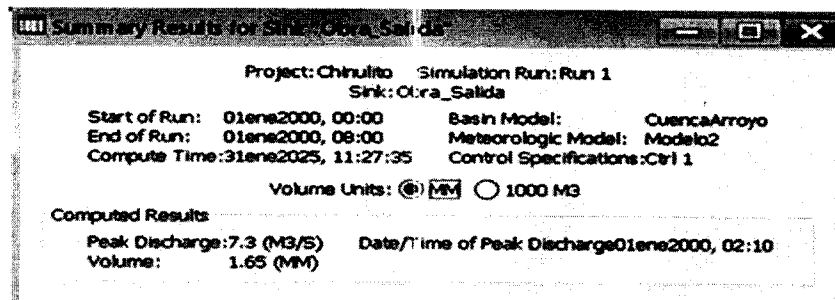 Summary Results for Sink "Obra_Salida"
Project: Chinulito Simulation Run: Run 1
Sink: Obra_Salida
Start of Run: 01ene2000, 00:00 Basin Model: CuencaArroyo
End of Run: 01ene2000, 08:00 Meteorologic Model: Modelo2
Compute Time:31ene2025, 11:27:35 Control Specifications:Ctrl 1
Volume Units: MM 1000 M3
Computed Results
Peak Discharge:7.3 (M3/S) Date/Time of Peak Discharge01ene2000, 02:10
Volume: 1.65 (MM)